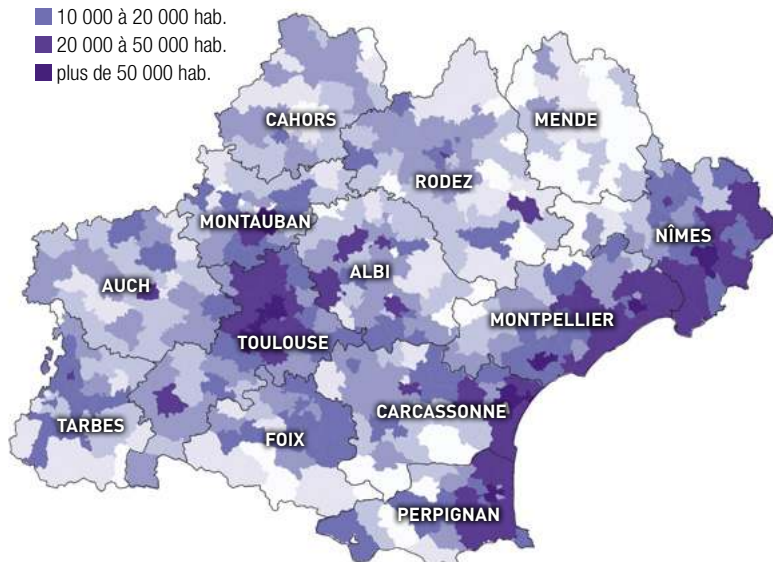 10 000 à 20 000 hab.
20 000 à 50 000 hab.
plus de 50 000 hab.
CAHORS
MENDE
RODEZ
MONTAUBAN
NÎMES
ALBI
AUCH
MONTPELLIER
TOULOUSE
CARCASSONNE
TARBES
FOIX
PERPIGNAN